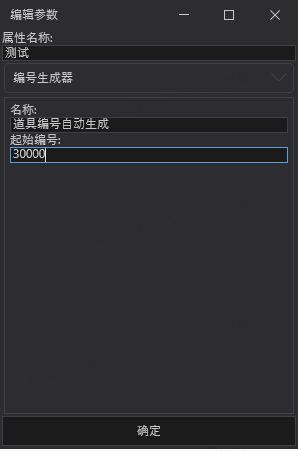 编辑参数
属性名称:
测试
编号生成器
名称:
道具编号自动生成
起始编号:
30000
确定